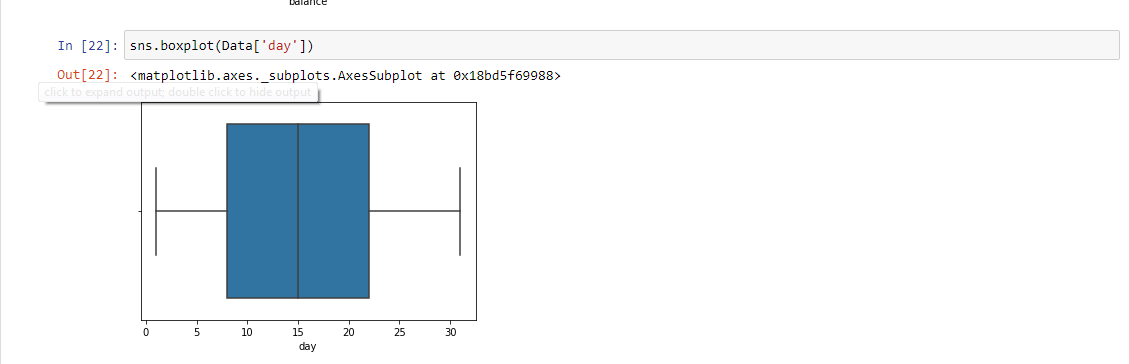 balance
In [22]: sns.boxplot(Data['day'])
Out[22]: <matplotlib.axes._subplots.AxesSubplot at 0x18bd5f69988>
click to expand output; double click to hide output
0 5 10 15 20 25 30
day